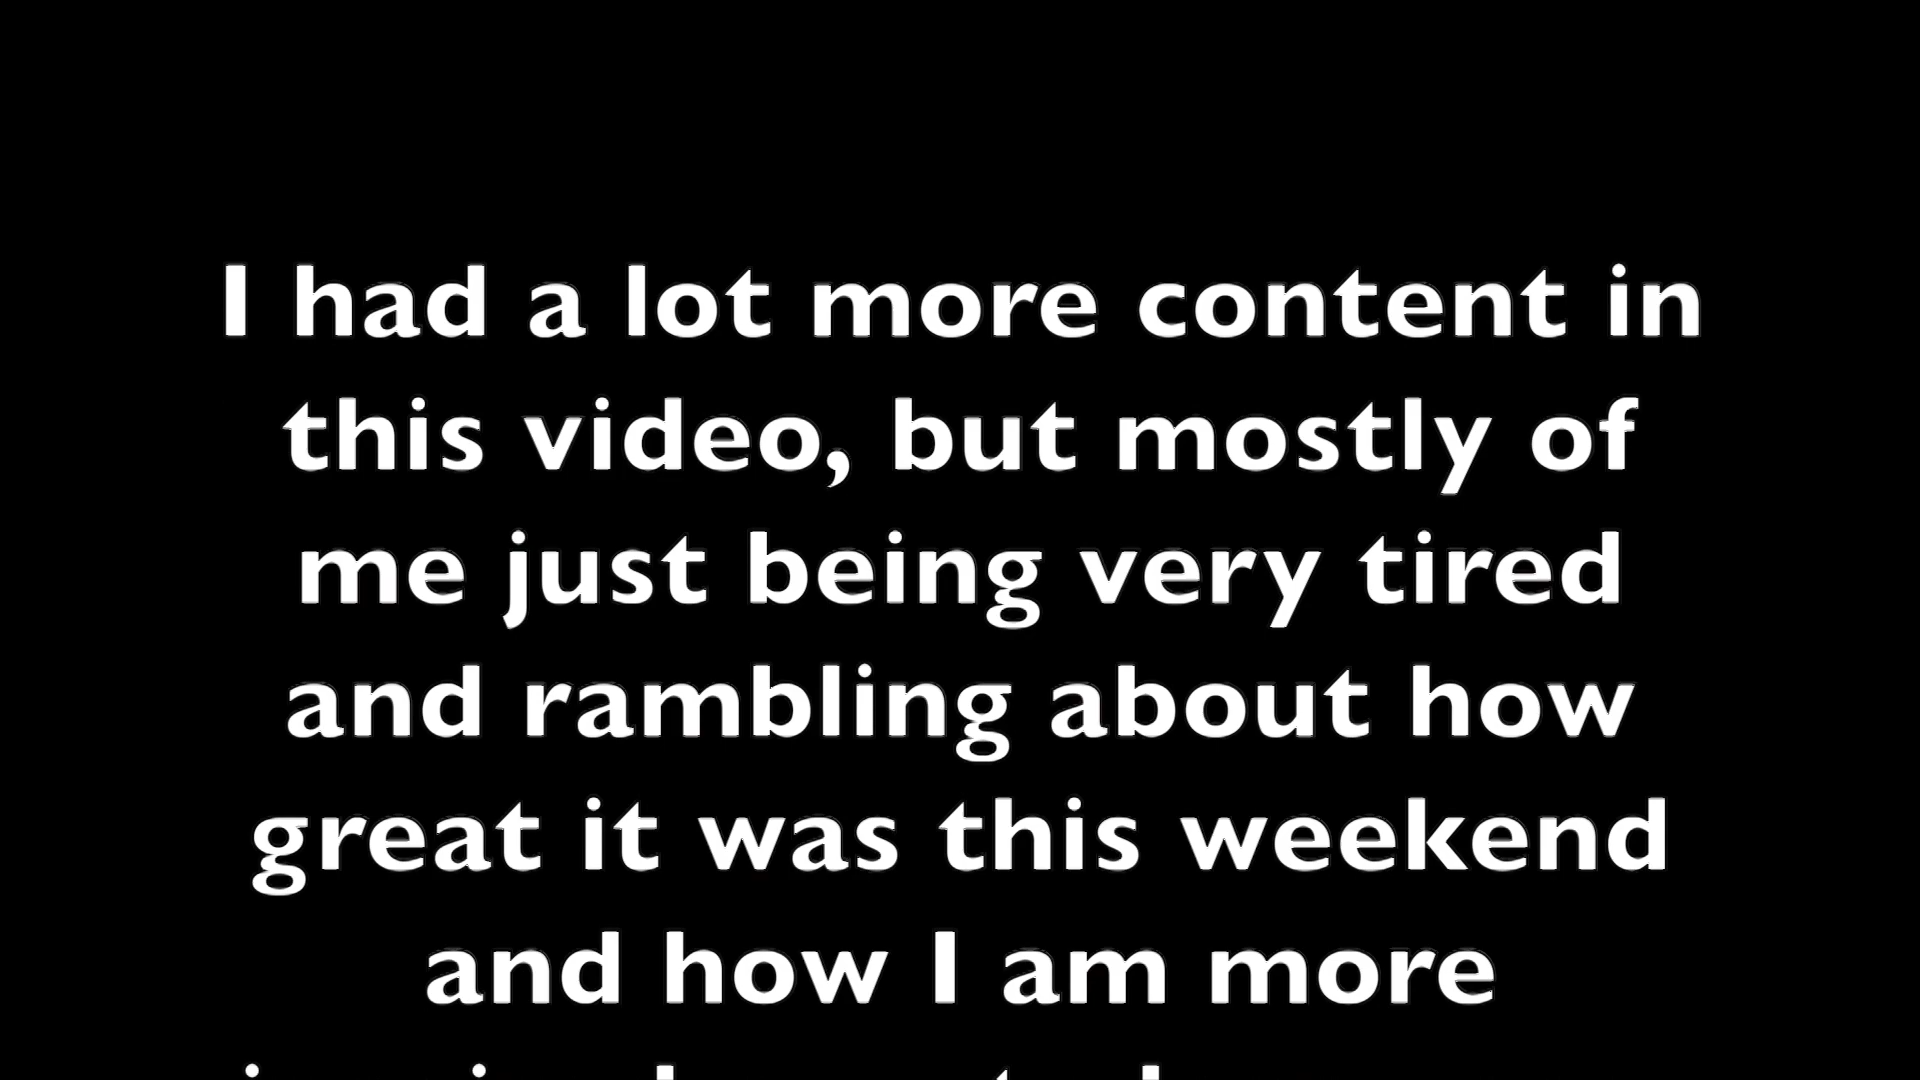 I had a lot more content in
this video, but mostly of
me just being very tired
and rambling about how
great it was this weekend
and how I am more